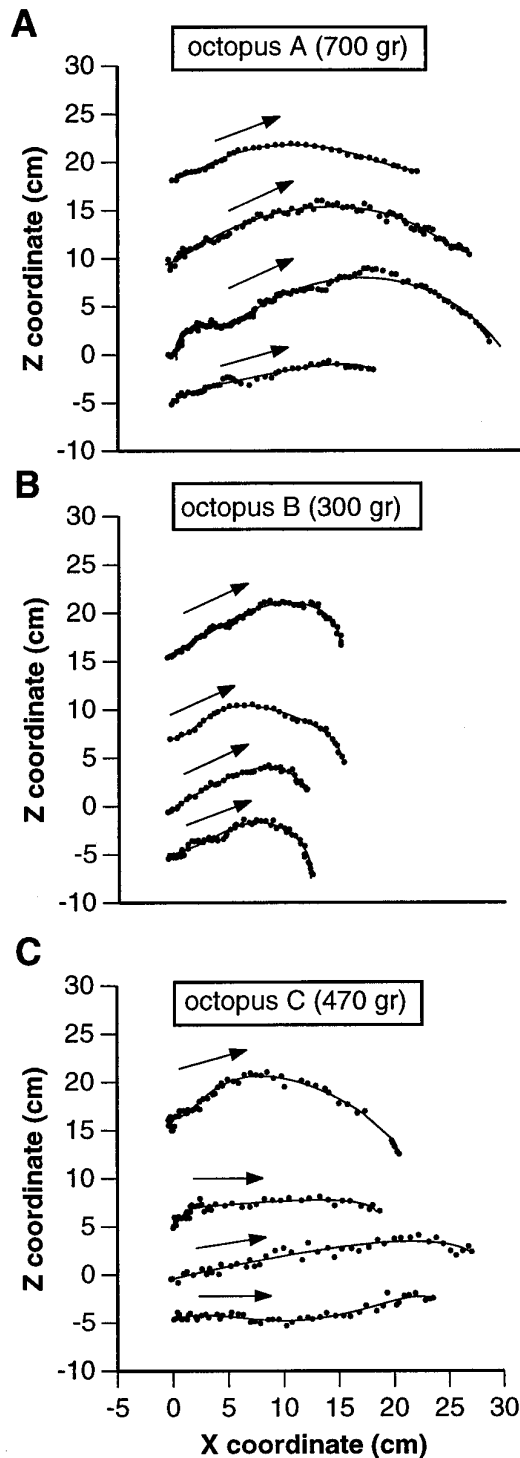 A
octopus A (700 gr)
30
25
20
15
10
5
0
-5
-10
Z coordinate (cm)
B
octopus B (300 gr)
30
25
20
15
10
5
0
-5
-10
Z coordinate (cm)
C
octopus C (470 gr)
30
25
20
15
10
5
0
-5
-10
Z coordinate (cm)
-5 0 5 10 15 20 25 30
X coordinate (cm)